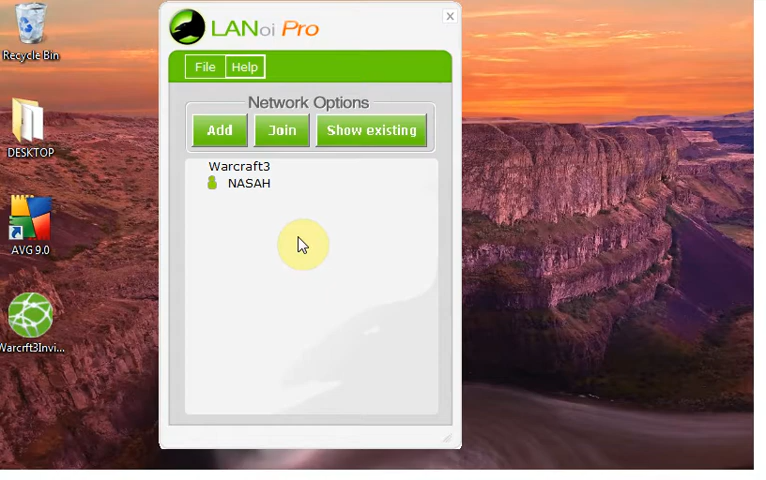 Recycle Bin
DESKTOP
AVG 9.0
Warcrft3Invi...
LANoi Pro
X
File Help
Network Options
Add Join Show existing
Warcraft3
NASAH